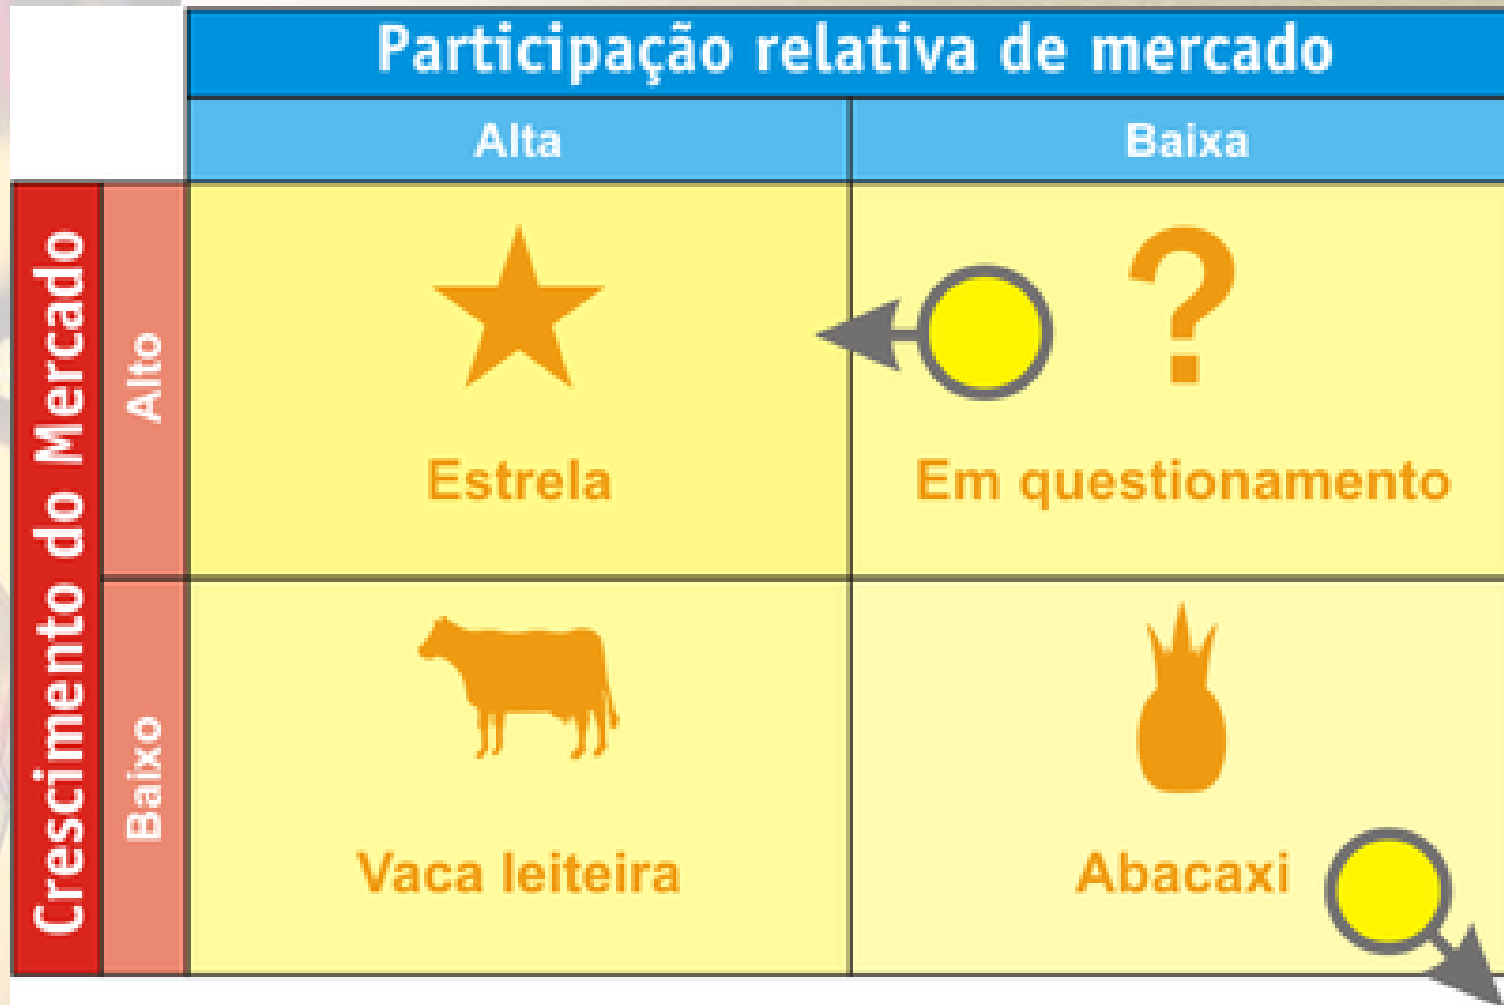 Participação relativa de mercado
Alta
Baixa
Crescimento do Mercado
Alto
?
Estrela
Em questionamento
Baixo
Vaca leiteira
Abacaxi